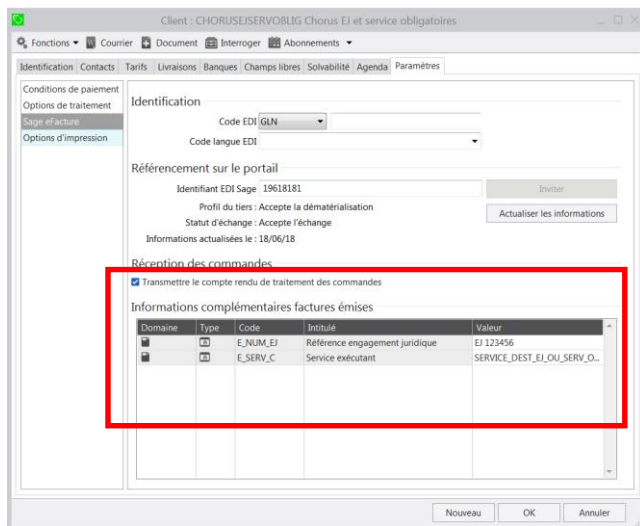 Client : CHORUSEJSERVOBLIG Chorus EJ et service obligatoires
Fonctions Courrier Document Interroger Abonnements
Identification Contacts Tarifs Livraisons Banques Champs libres Solvabilité Agenda Paramètres
Conditions de paiement
Options de traitement
Sage eFacture
Options d'impression
Identification
Code EDI GLN
Code langue EDI
Référencement sur le portail
Identifiant EDI Sage 19618181 Inviter
Profil du tiers : Accepte la dématérialisation
Statut d'échange : Accepte l'échange Actualiser les informations
Informations actualisées le : 18/06/18
Réception des commandes
Transmettre le compte rendu de traitement des commandes
Informations complémentaires factures émises
Domaine Type Code Intitulé Valeur
E_NUM_EJ Référence engagement juridique EJ 123456
E_SERV_C Service exécutant SERVICE_DEST_EJ_OU_SERV_O...
Nouveau OK Annuler